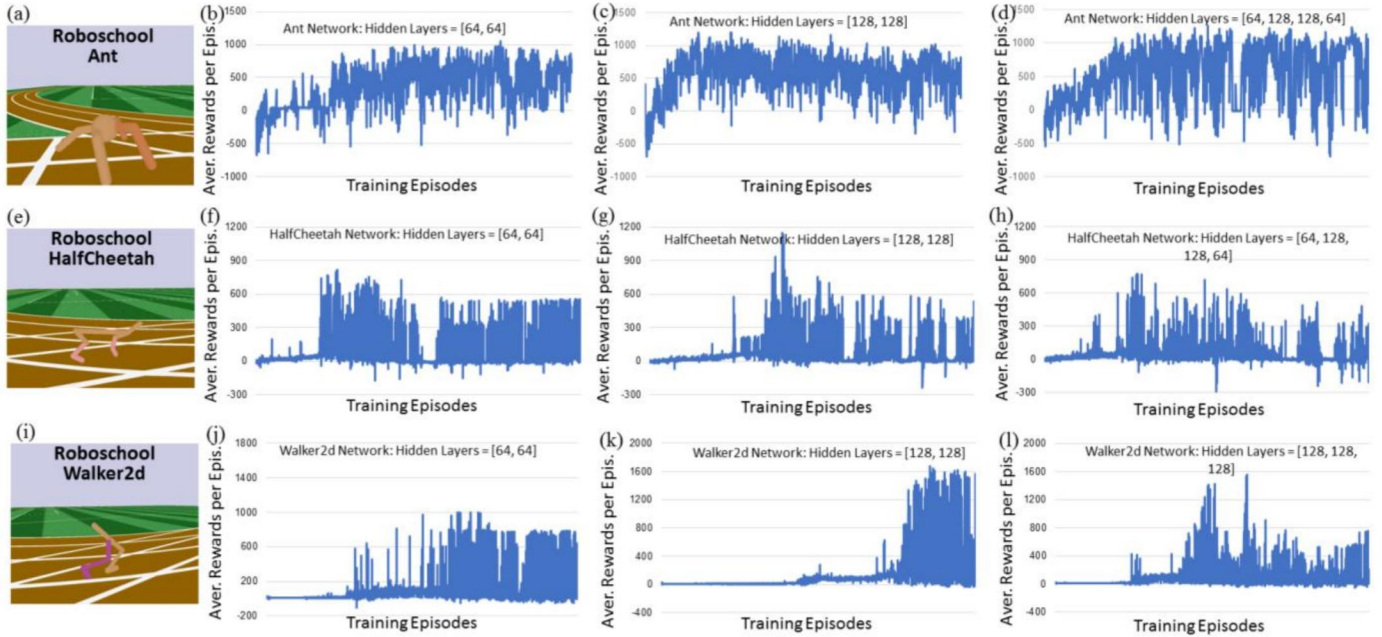 (a)
Roboschool
Ant
(b)
Aver. Rewards per Epis.
1500
1000
500
0
-500
-1000
Ant Network: Hidden Layers = [64, 64]
Training Episodes
(c)
Aver. Rewards per Epis.
1500
1000
500
0
-500
-1000
Ant Network: Hidden Layers = [128, 128]
Training Episodes
(d)
Aver. Rewards per Epis.
1500
1000
500
0
-500
-1000
Ant Network: Hidden Layers = [64, 128, 128, 64]
Training Episodes
(e)
Roboschool
HalfCheetah
(f)
Aver. Rewards per Epis.
1200
900
600
300
0
-300
HalfCheetah Network: Hidden Layers = [64, 64]
Training Episodes
(g)
Aver. Rewards per Epis.
1200
900
600
300
0
-300
HalfCheetah Network: Hidden Layers = [128, 128]
Training Episodes
(h)
Aver. Rewards per Epis.
1200
900
600
300
0
-300
HalfCheetah Network: Hidden Layers = [64, 128,
128, 64]
Training Episodes
(i)
Roboschool
Walker2d
(j)
Aver. Rewards per Epis.
1800
1400
1000
600
200
-200
Walker2d Network: Hidden Layers = [64, 64]
Training Episodes
(k)
Aver. Rewards per Epis.
2000
1600
1200
800
400
0
-400
Walker2d Network: Hidden Layers = [128, 128]
Training Episodes
(l)
Aver. Rewards per Epis.
2000
1600
1200
800
400
0
-400
Walker2d Network: Hidden Layers = [128, 128,
128]
Training Episodes